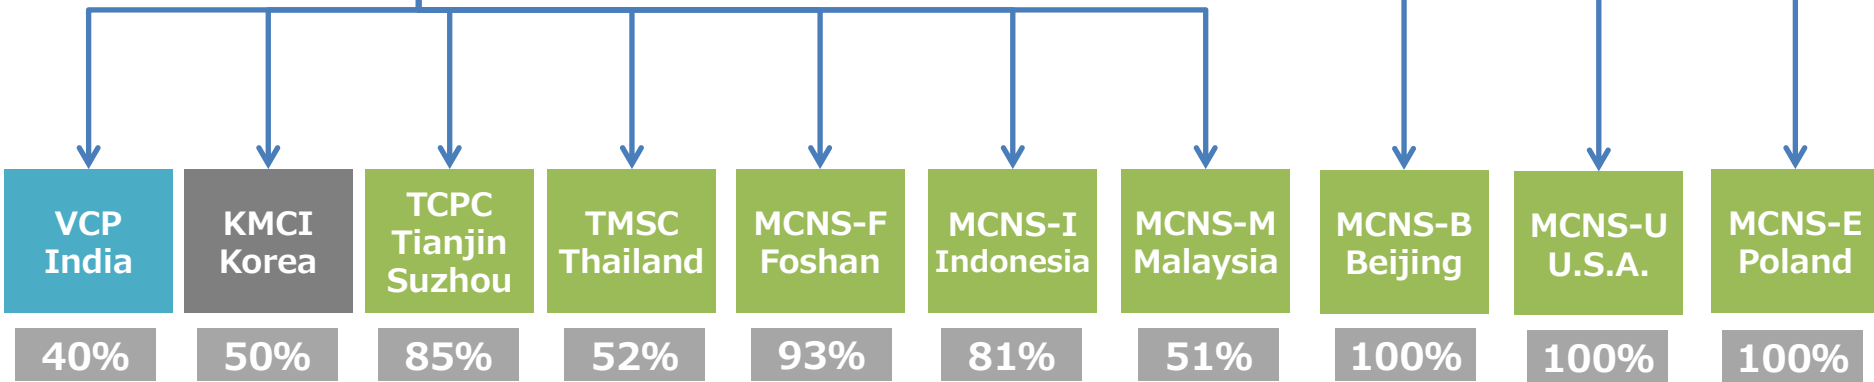 VCP
India
KMCI
Korea
TCPC
Tianjin
Suzhou
TMSC
Thailand
MCNS-F
Foshan
MCNS-I
Indonesia
MCNS-M
Malaysia
MCNS-B
Beijing
MCNS-U
U.S.A.
MCNS-E
Poland
40%
50%
85%
52%
93%
81%
51%
100%
100%
100%